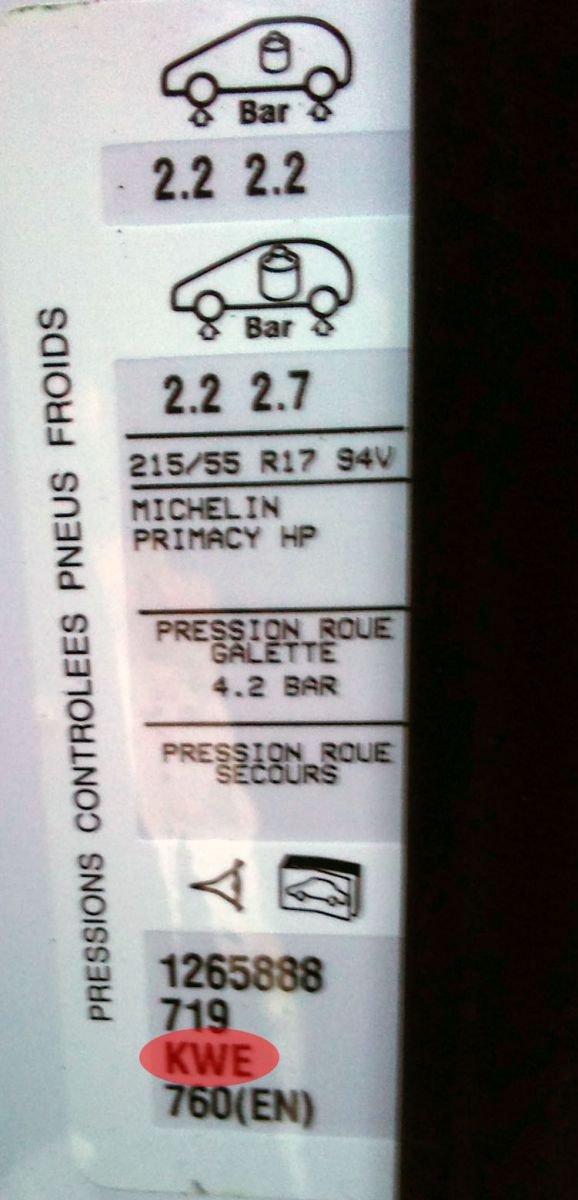 Bar
2.2 2.2
Bar
2.2 2.7
215/55 R17 94V
MICHELIN
PRIMACY HP
PRESSION ROUE
GALETTE
4.2 BAR
PRESSION ROUE
SECOURS
1265888
719
KWE
760(EN)
PRESSIONS CONTROLEES PNEUS FROIDS